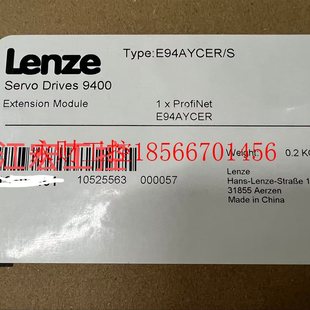 Lenze
Type:E94AYCER/S
Servo Drives 9400
Extension Module
1 x ProfiNet
E94AYCER
18566701456
Weight 0.2 KG
10525563 000057
Lenze
Hans-Lenze-Straße 1
31855 Aerzen
Made in China